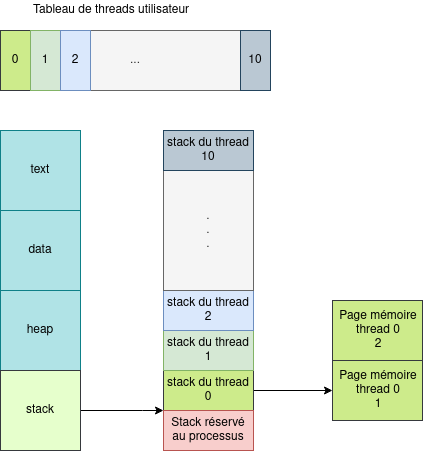 Tableau de threads utilisateur
0
1
2
...
10
text
data
heap
stack
stack du thread
10
.
.
.
stack du thread
2
stack du thread
1
stack du thread
0
Stack réservé
au processus
Page mémoire
thread 0
2
Page mémoire
thread 0
1